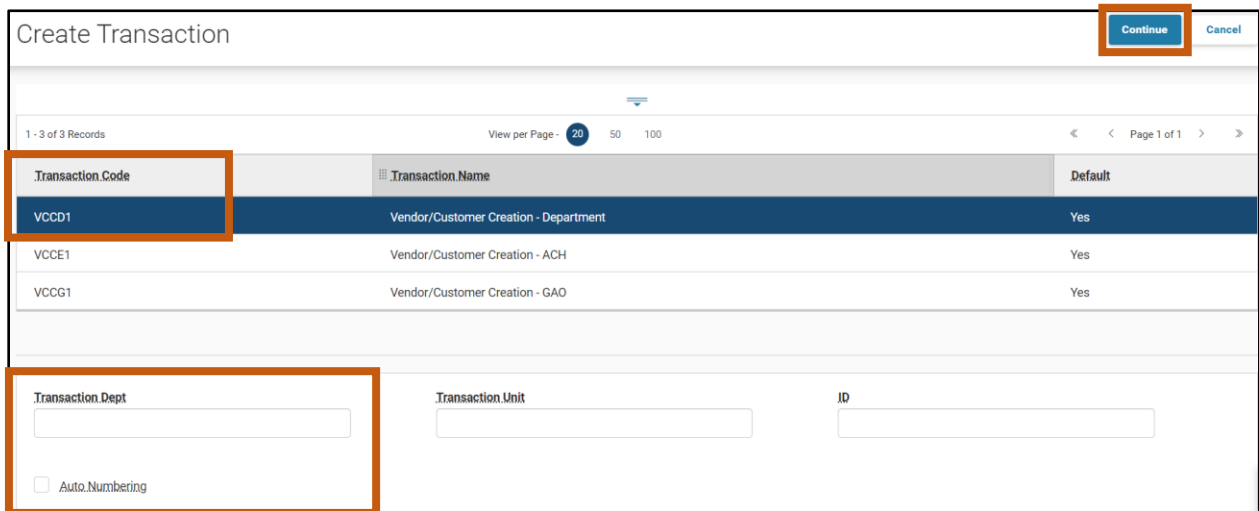 Create Transaction
Continue Cancel
1 - 3 of 3 Records View per Page - 20 50 100 « < Page 1 of 1 > »
Transaction Code Transaction Name Default
VCCD1 Vendor/Customer Creation - Department Yes
VCCE1 Vendor/Customer Creation - ACH Yes
VCCG1 Vendor/Customer Creation - GAO Yes
Transaction Dept Transaction Unit ID
Auto Numbering